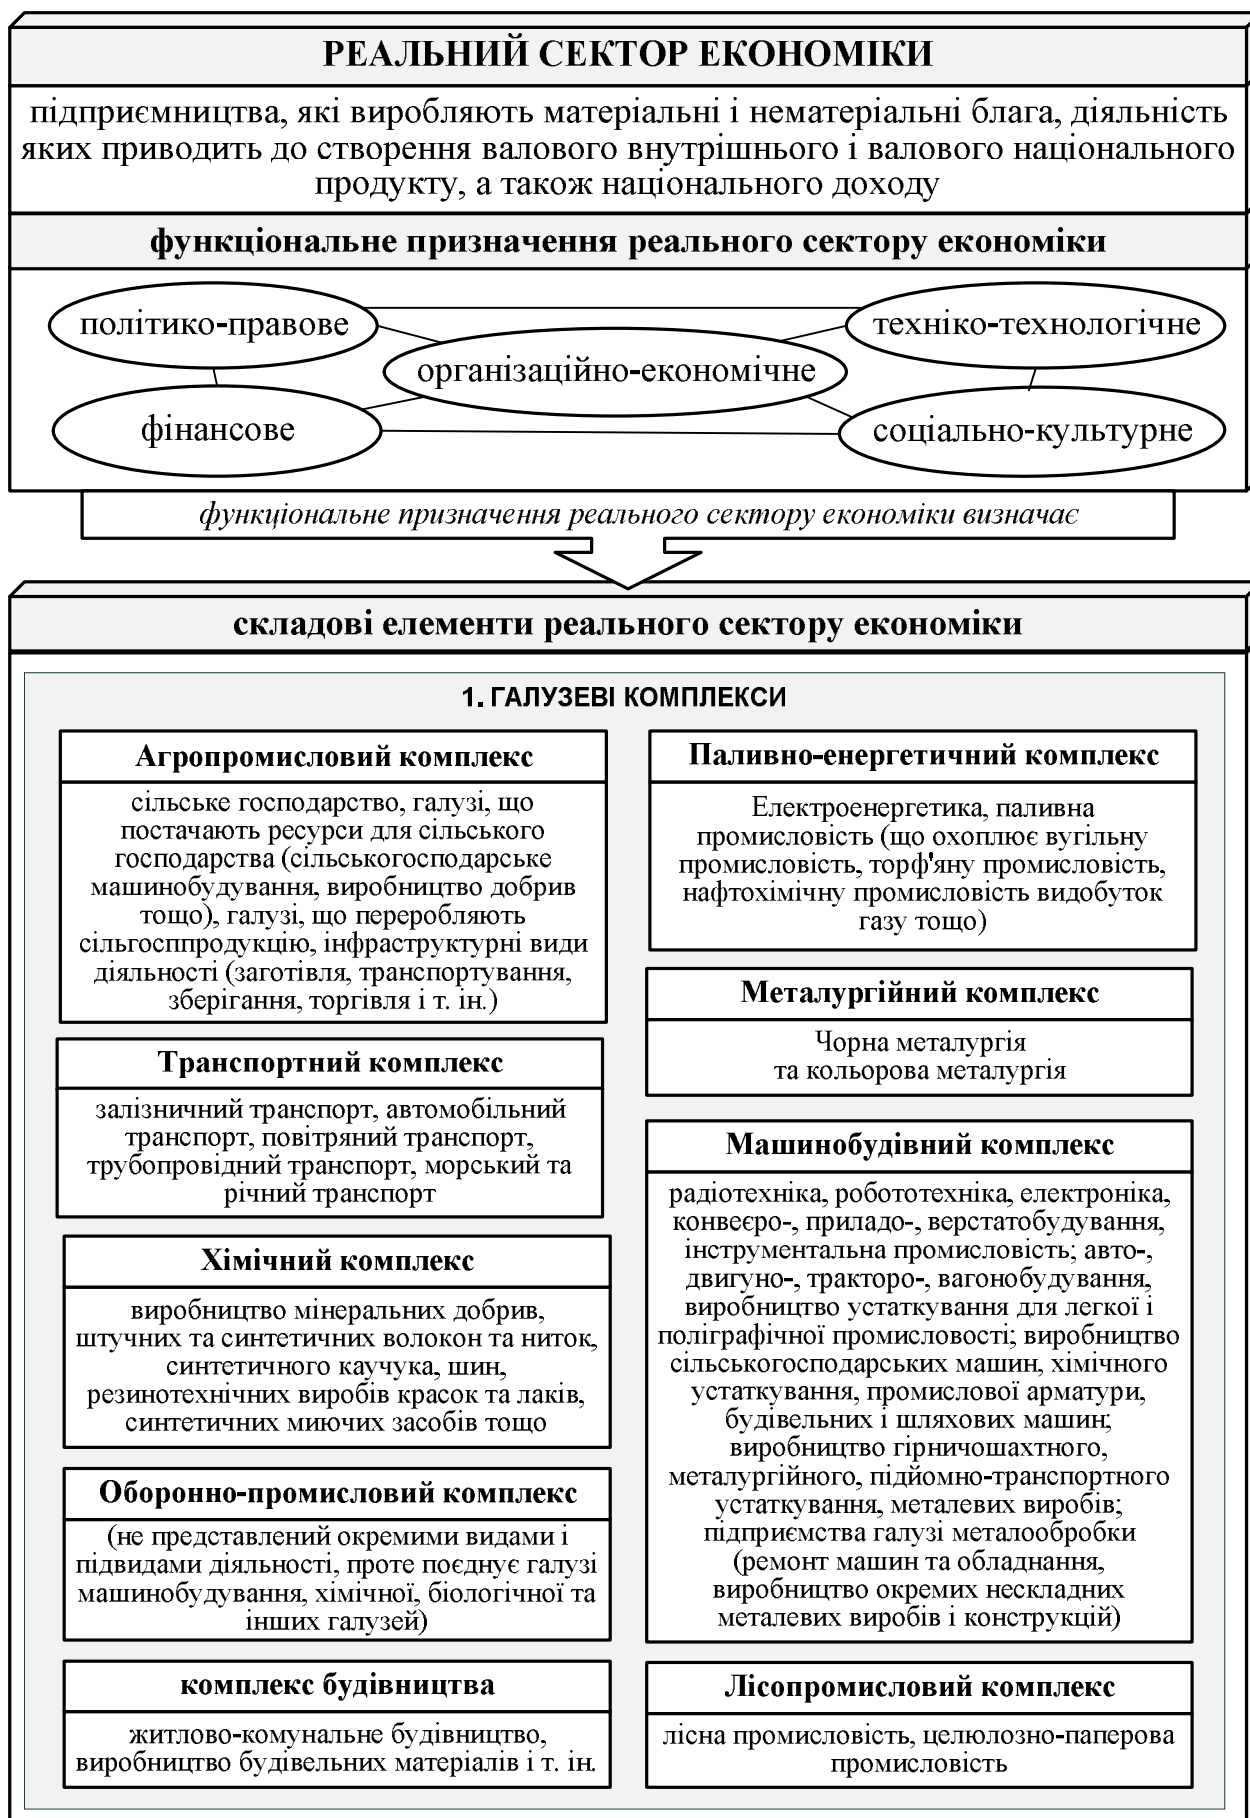 РЕАЛЬНИЙ СЕКТОР ЕКОНОМІКИ
підприємництва, які виробляють матеріальні і нематеріальні блага, діяльність
яких приводить до створення валового внутрішнього і валового національного
продукту, а також національного доходу
функціональне призначення реального сектору економіки
політико-правове
техніко-технологічне
організаційно-економічне
фінансове
соціально-культурне
функціональне призначення реального сектору економіки визначає
складові елементи реального сектору економіки
1. ГАЛУЗЕВІ КОМПЛЕКСИ
Агропромисловий комплекс
сільське господарство, галузі, що
постачають ресурси для сільського
господарства (сільськогосподарське
машинобудування, виробництво добрив
тощо), галузі, що переробляють
сільгосппродукцію, інфраструктурні види
діяльності (заготівля, транспортування,
зберігання, торгівля і т. ін.)
Транспортний комплекс
залізничний транспорт, автомобільний
транспорт, повітряний транспорт,
трубопровідний транспорт, морський та
річний транспорт
Хімічний комплекс
виробництво мінеральних добрив,
штучних та синтетичних волокон та ниток,
синтетичного каучука, шин,
резинотехнічних виробів красок та лаків,
синтетичних миючих засобів тощо
Оборонно-промисловий комплекс
(не представлений окремими видами і
підвидами діяльності, проте поєднує галузі
машинобудування, хімічної, біологічної та
інших галузей)
комплекс будівництва
житлово-комунальне будівництво,
виробництво будівельних матеріалів і т. ін.
Паливно-енергетичний комплекс
Електроенергетика, паливна
промисловість (що охоплює вугільну
промисловість, торф'яну промисловість,
нафтохімічну промисловість видобуток
газу тощо)
Металургійний комплекс
Чорна металургія
та кольорова металургія
Машинобудівний комплекс
радіотехніка, робототехніка, електроніка,
конвеєро-, приладо-, верстатобудування,
інструментальна промисловість; авто-,
двигуно-, тракторо-, вагонобудування,
виробництво устаткування для легкої і
поліграфічної промисловості; виробництво
сільськогосподарських машин, хімічного
устаткування, промислової арматури,
будівельних і шляхових машин;
виробництво гірничошахтного,
металургійного, підйомно-транспортного
устаткування, металевих виробів;
підприємства галузі металообробки
(ремонт машин та обладнання,
виробництво окремих нескладних
металевих виробів і конструкцій)
Лісопромисловий комплекс
лісна промисловість, целюлозно-паперова
промисловість